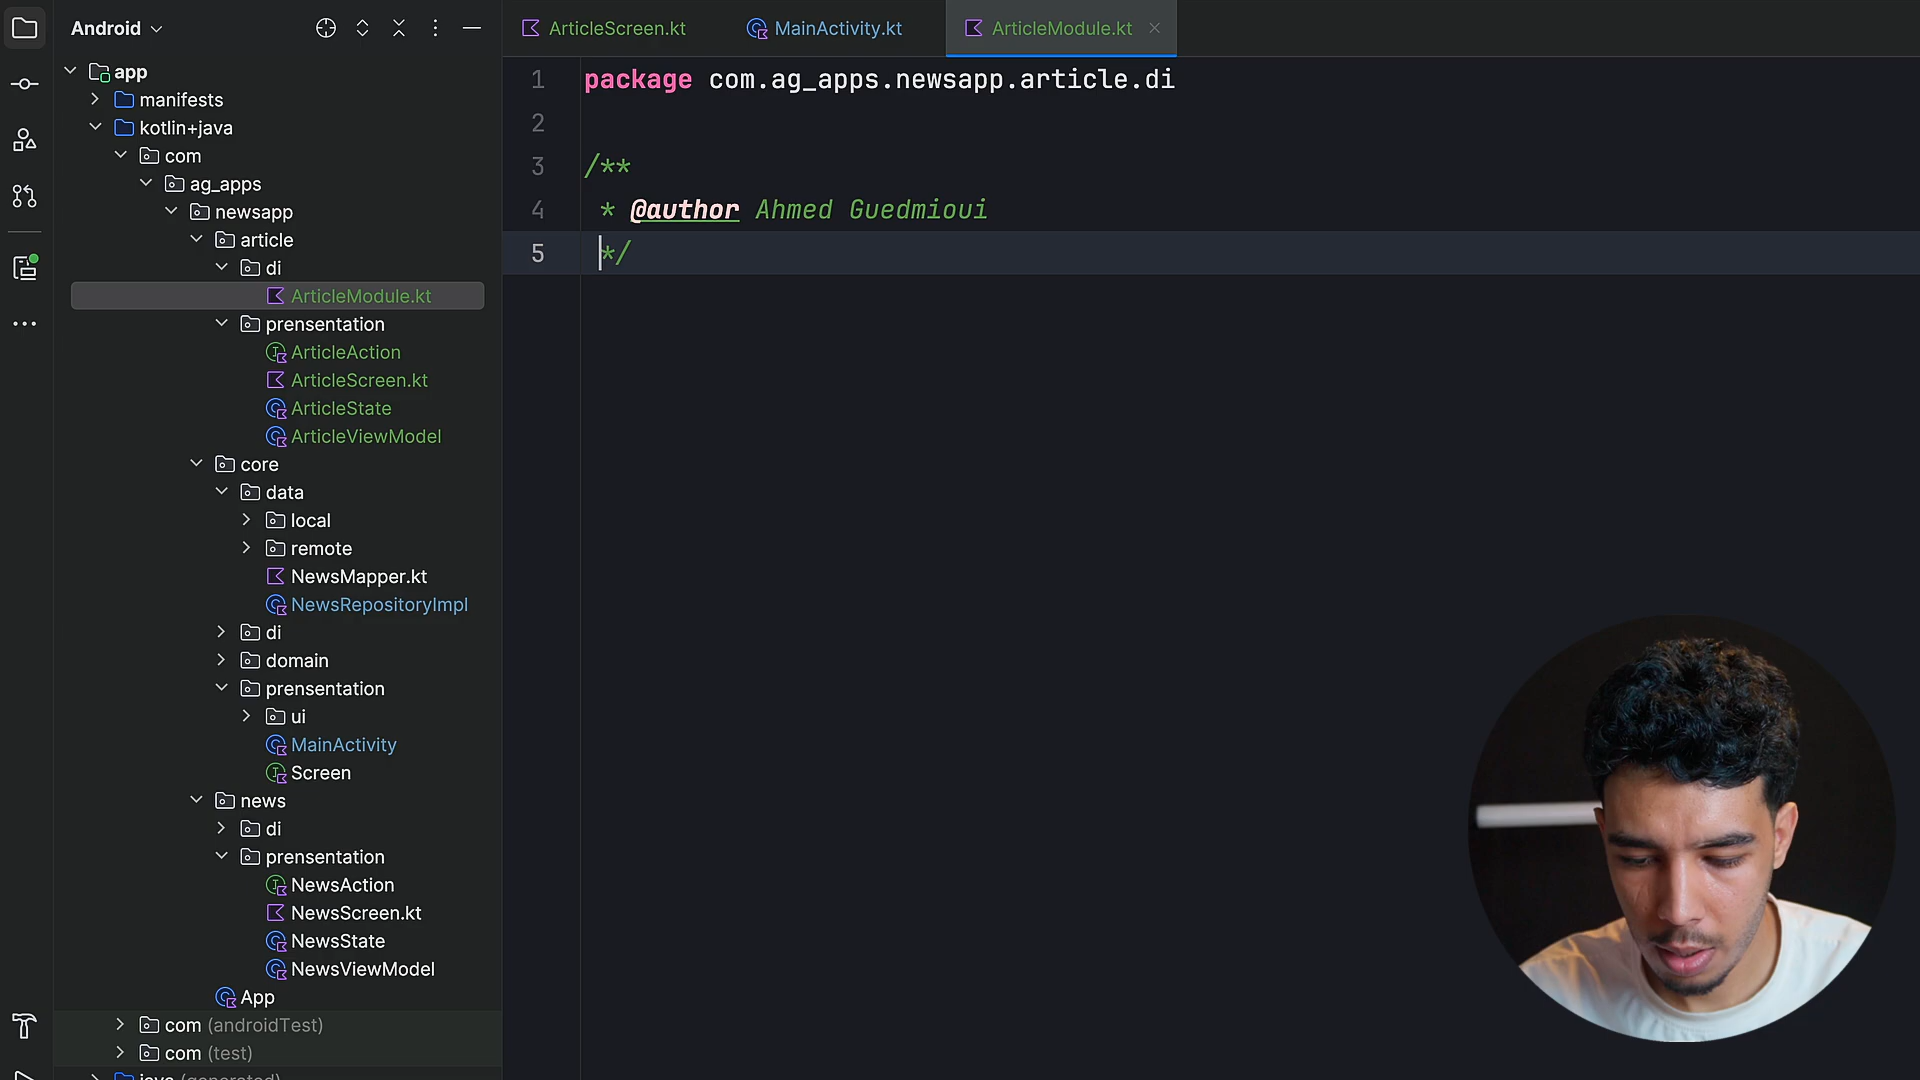 Android
app
manifests
kotlin+java
com
ag_apps
newsapp
article
di
ArticleModule.kt
prensentation
ArticleAction
ArticleScreen.kt
ArticleState
ArticleViewModel
core
data
local
remote
NewsMapper.kt
NewsRepositoryImpl
di
domain
prensentation
ui
MainActivity
Screen
news
di
prensentation
NewsAction
NewsScreen.kt
NewsState
NewsViewModel
App
com (androidTest)
com (test)
java (generated)
ArticleScreen.kt MainActivity.kt ArticleModule.kt
1 package com.ag_apps.newsapp.article.di
2
3 /**
4 * @author Ahmed Guedmioui
5 */